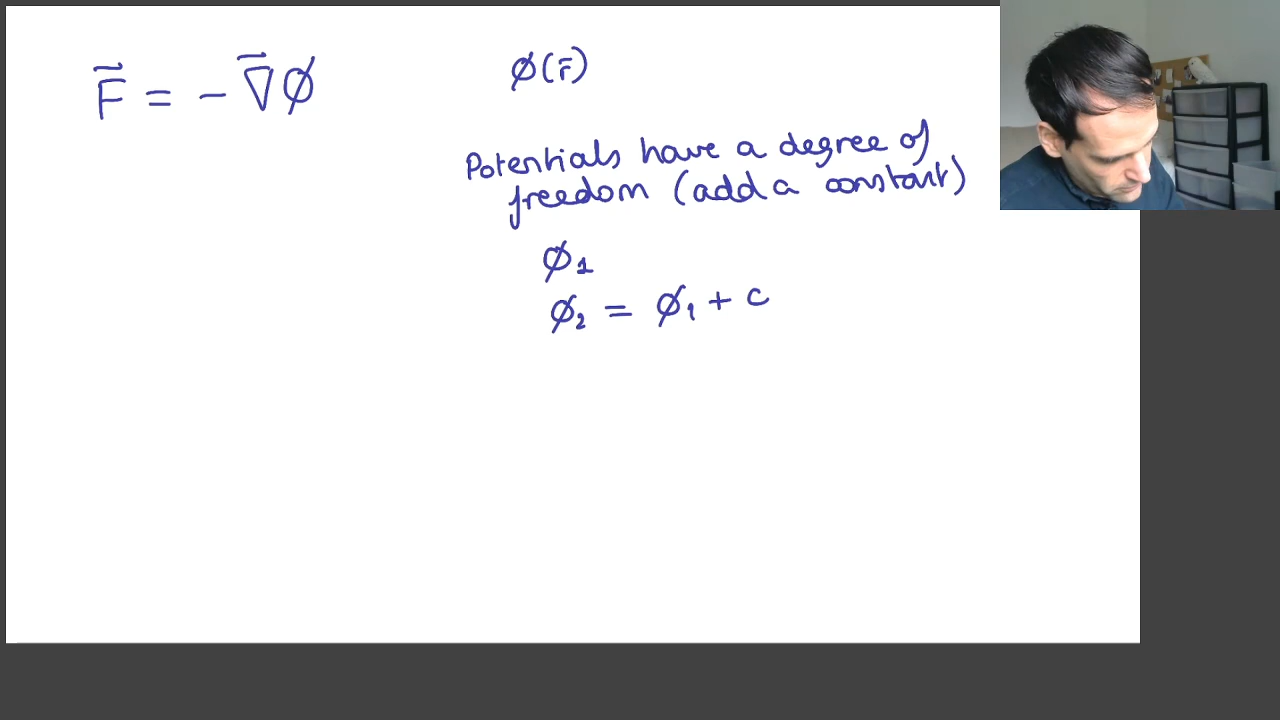 F⃗ = - ∇⃗ϕ
ϕ(r̄)
Potentials have a degree of
freedom (add a constant)
ϕ₁
ϕ₂ = ϕ₁ + c